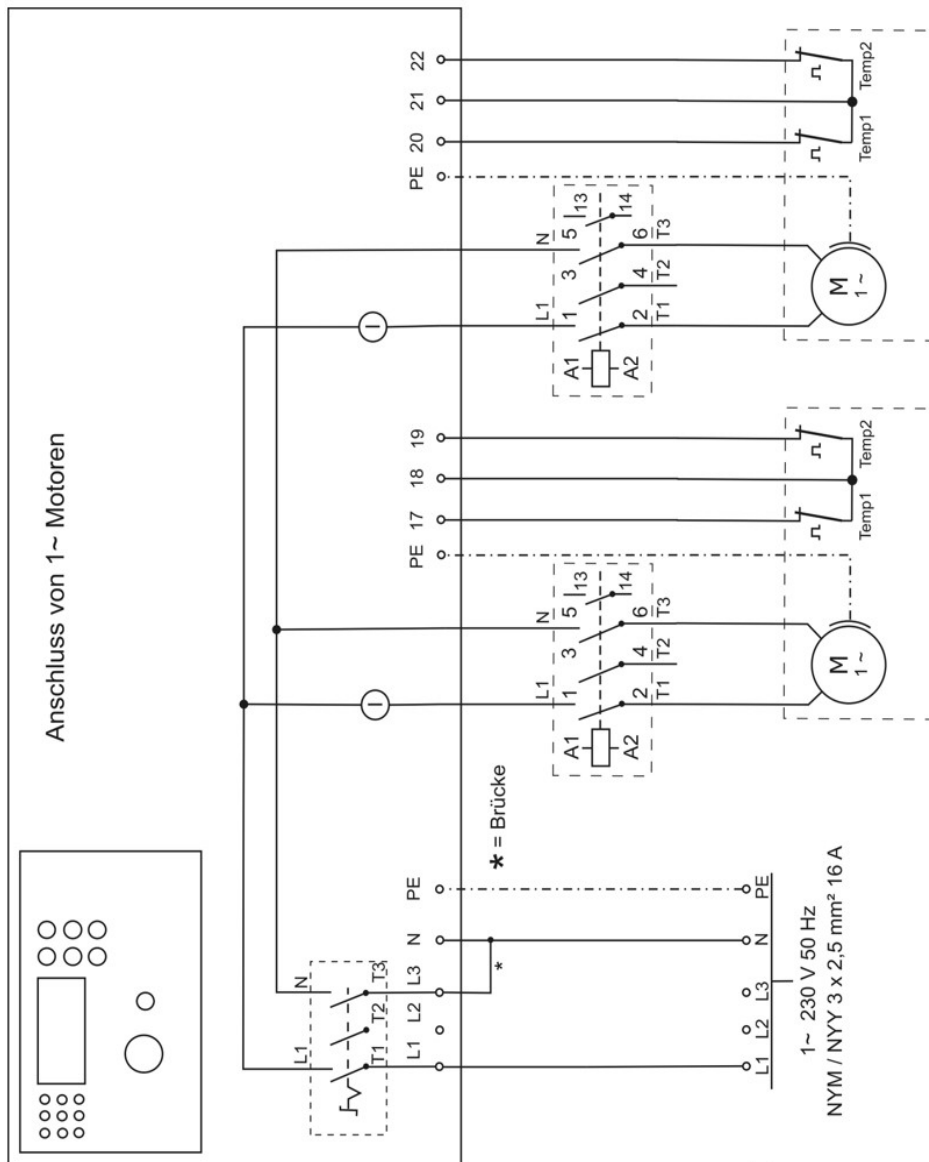 Anschluss von 1~ Motoren
L1 N
T1 T2 T3
L1 L2 L3 N PE
PE 17 18 19
PE 20 21 22
*
* = Brücke
L1 N
A1 1 3 5 13
A2 2 4 6 14
T1 T2 T3
L1 N
A1 1 3 5 13
A2 2 4 6 14
T1 T2 T3
L1 L2 L3 N PE
1~ 230 V 50 Hz
NYM / NYY 3 x 2,5 mm² 16 A
M
1~
Temp1 Temp2
M
1~
Temp1 Temp2